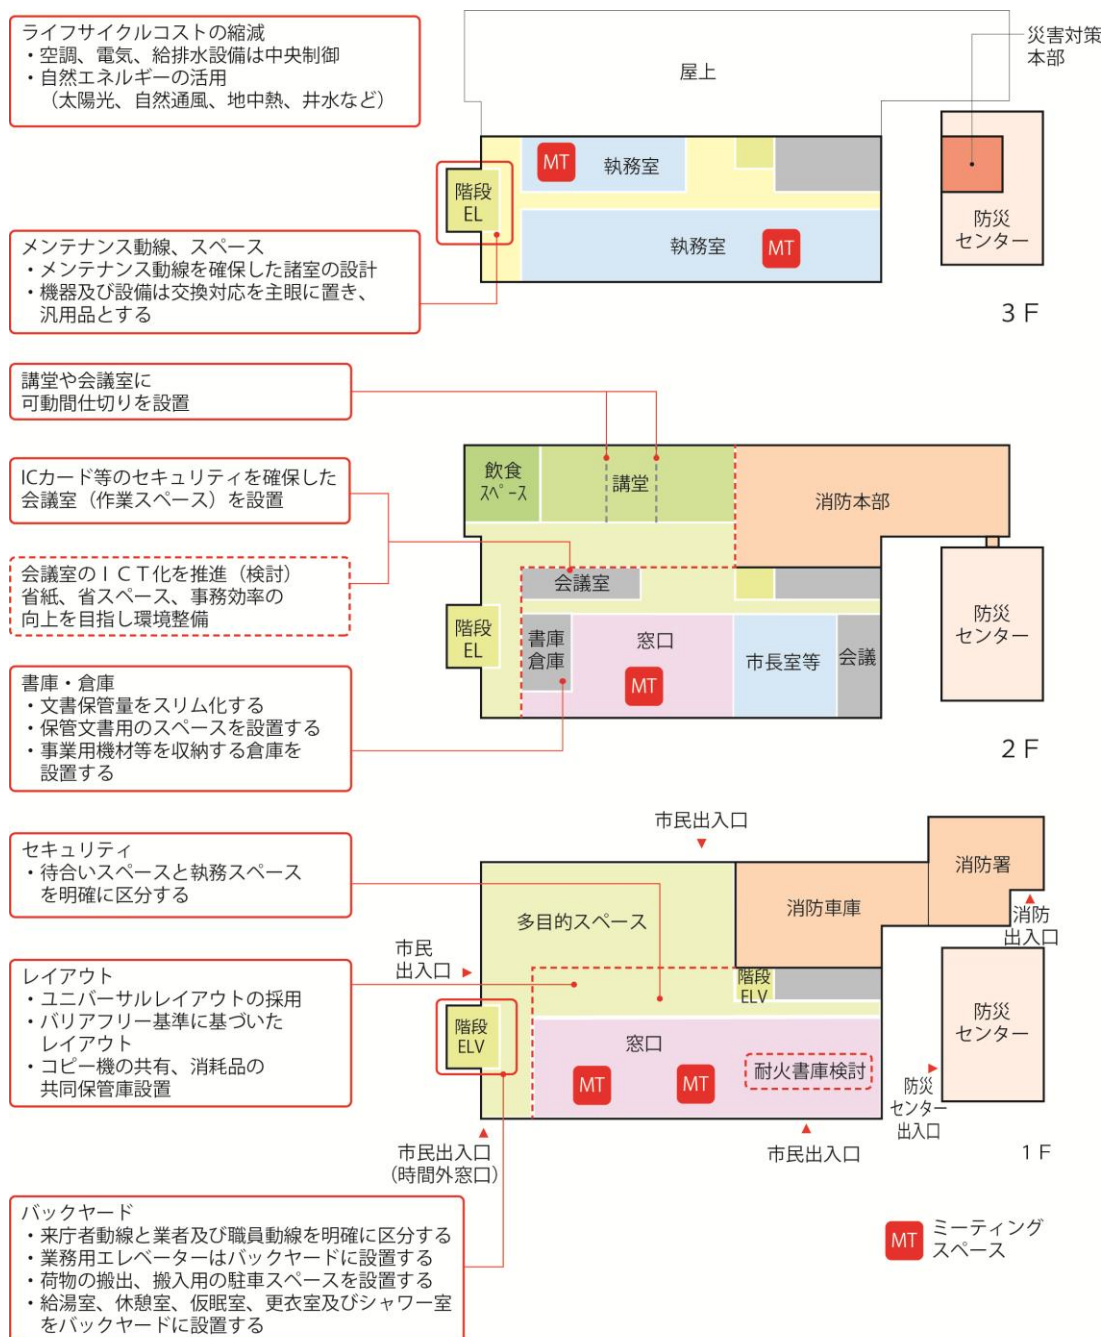 ライフサイクルコストの縮減
・空調、電気、給排水設備は中央制御
・自然エネルギーの活用
（太陽光、自然通風、地中熱、井水など）
屋上
災害対策
本部
MT
執務室
階段
EL
執務室
MT
防災
センター
3F
メンテナンス動線、スペース
・メンテナンス動線を確保した諸室の設計
・機器及び設備は交換対応を主眼に置き、
汎用品とする
講堂や会議室に
可動間仕切りを設置
ICカード等のセキュリティを確保した
会議室（作業スペース）を設置
会議室のＩＣＴ化を推進（検討）
省紙、省スペース、事務効率の
向上を目指し環境整備
書庫・倉庫
・文書保管量をスリム化する
・保管文書用のスペースを設置する
・事業用機材等を収納する倉庫を
設置する
飲食
スペース
講堂
消防本部
会議室
階段
EL
書庫
倉庫
窓口
MT
市長室等
会議
防災
センター
2F
セキュリティ
・待合いスペースと執務スペース
を明確に区分する
レイアウト
・ユニバーサルレイアウトの採用
・バリアフリー基準に基づいた
レイアウト
・コピー機の共有、消耗品の
共同保管庫設置
市民出入口
消防署
消防車庫
多目的スペース
消防
出入口
市民
出入口
階段
ELV
階段
ELV
窓口
MT
MT
耐火書庫検討
防災
センター
防災
センター
出入口
市民出入口
（時間外窓口）
市民出入口
1F
バックヤード
・来庁者動線と業者及び職員動線を明確に区分する
・業務用エレベーターはバックヤードに設置する
・荷物の搬出、搬入用の駐車スペースを設置する
・給湯室、休憩室、仮眠室、更衣室及びシャワー室
をバックヤードに設置する
MT
ミーティング
スペース